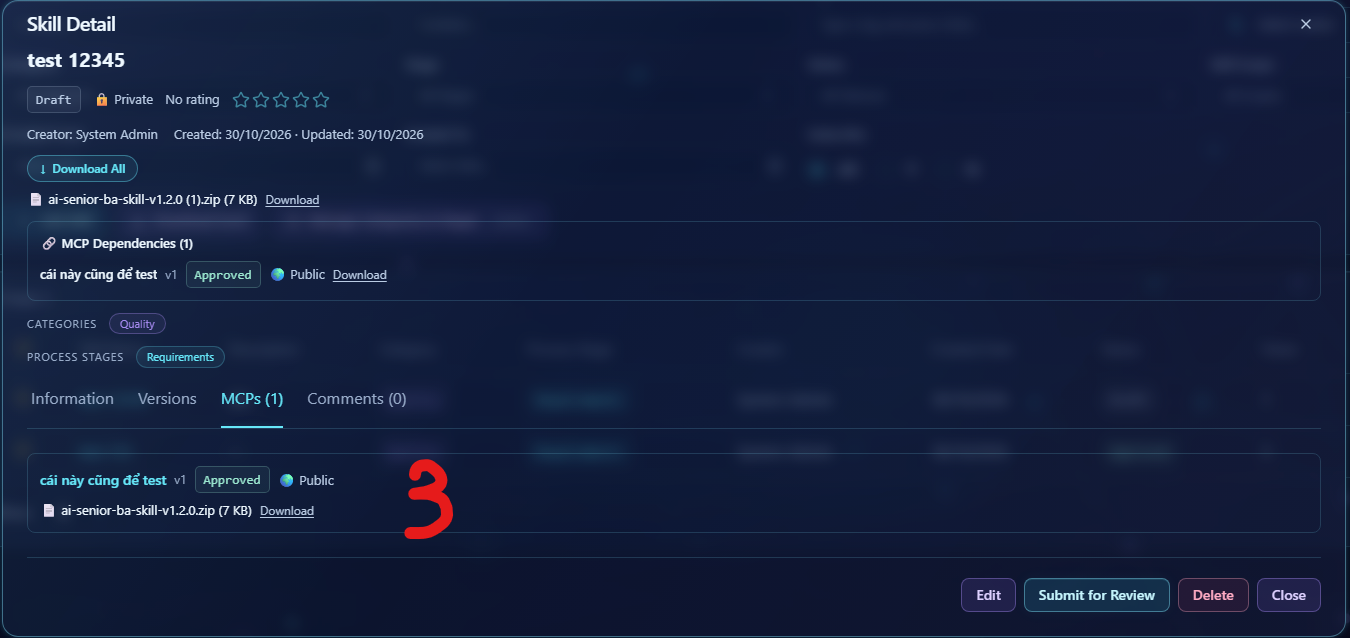 Skill Detail
test 12345
Draft Private No rating
Creator: System Admin Created: 30/10/2026 · Updated: 30/10/2026
↓ Download All
ai-senior-ba-skill-v1.2.0 (1).zip (7 KB) Download
MCP Dependencies (1)
cái này cũng để test v1 Approved Public Download
CATEGORIES Quality
PROCESS STAGES Requirements
Information Versions MCPs (1) Comments (0)
cái này cũng để test v1 Approved Public
3
ai-senior-ba-skill-v1.2.0.zip (7 KB) Download
Edit Submit for Review Delete Close